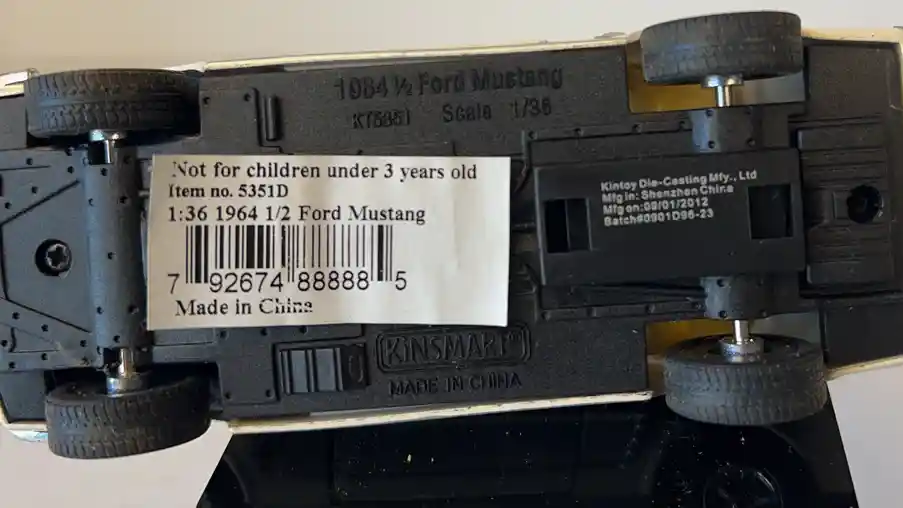 1964 ½ Ford Mustang
KT5351 Scale 1/36
Not for children under 3 years old
Item no. 5351D
1:36 1964 1/2 Ford Mustang
7 92674 88888 5
Made in China
Kintoy Die-Casting Mfy., Ltd
Mfg in: Shenzhen China
Mfg on:09/01/2012
Batch#0901096-23
KINSMART
MADE IN CHINA